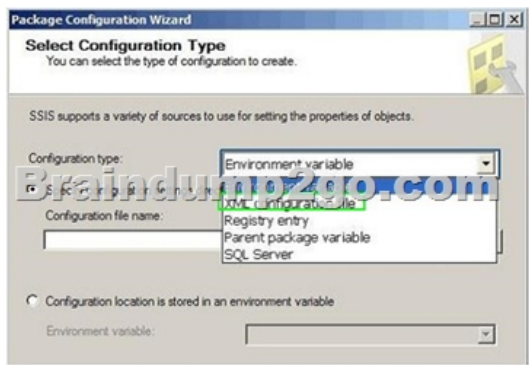 Package Configuration Wizard
Select Configuration Type
You can select the type of configuration to create.
SSIS supports a variety of sources to use for setting the properties of objects.
Configuration type:
Environment variable
Braindump2go.com
XML configuration file
Configuration file name:
Registry entry
Parent package variable
SQL Server
Configuration location is stored in an environment variable
Environment variable: